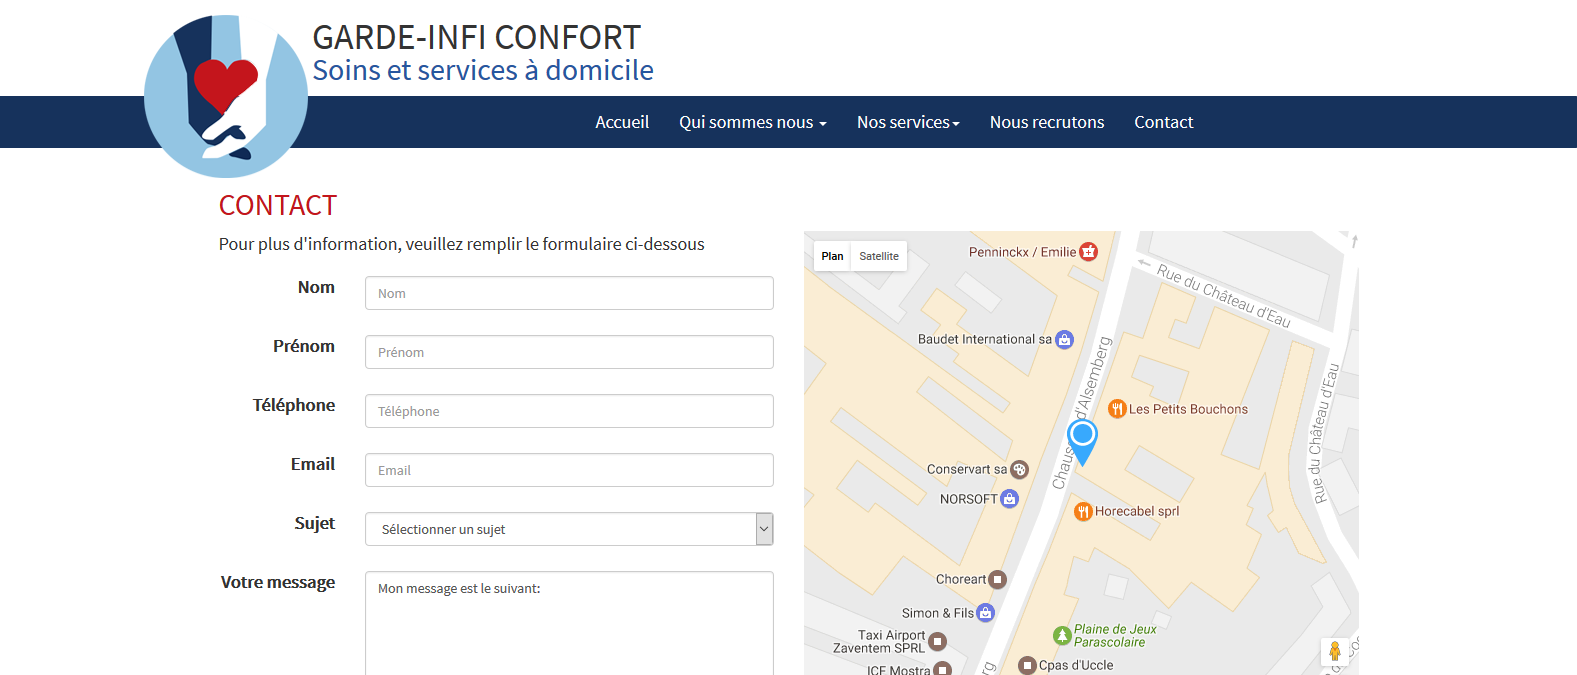 GARDE-INFI CONFORT
Soins et services à domicile
Accueil Qui sommes nous Nos services Nous recrutons Contact
CONTACT
Pour plus d'information, veuillez remplir le formulaire ci-dessous
Nom
Nom
Prénom
Prénom
Téléphone
Téléphone
Email
Email
Sujet
Sélectionner un sujet
Votre message
Mon message est le suivant:
Plan Satellite
Penninckx / Emilie
Rue du Château d'Eau
Baudet International sa
d'Alsemberg
Les Petits Bouchons
Rue du Château d'Eau
Conservart sa
NORSOFT
Horecabel sprl
Choreart
Simon & Fils
Taxi Airport
Zaventem SPRL
Plaine de Jeux
Parascolaire
ICE Mostra
Cpas d'Uccle